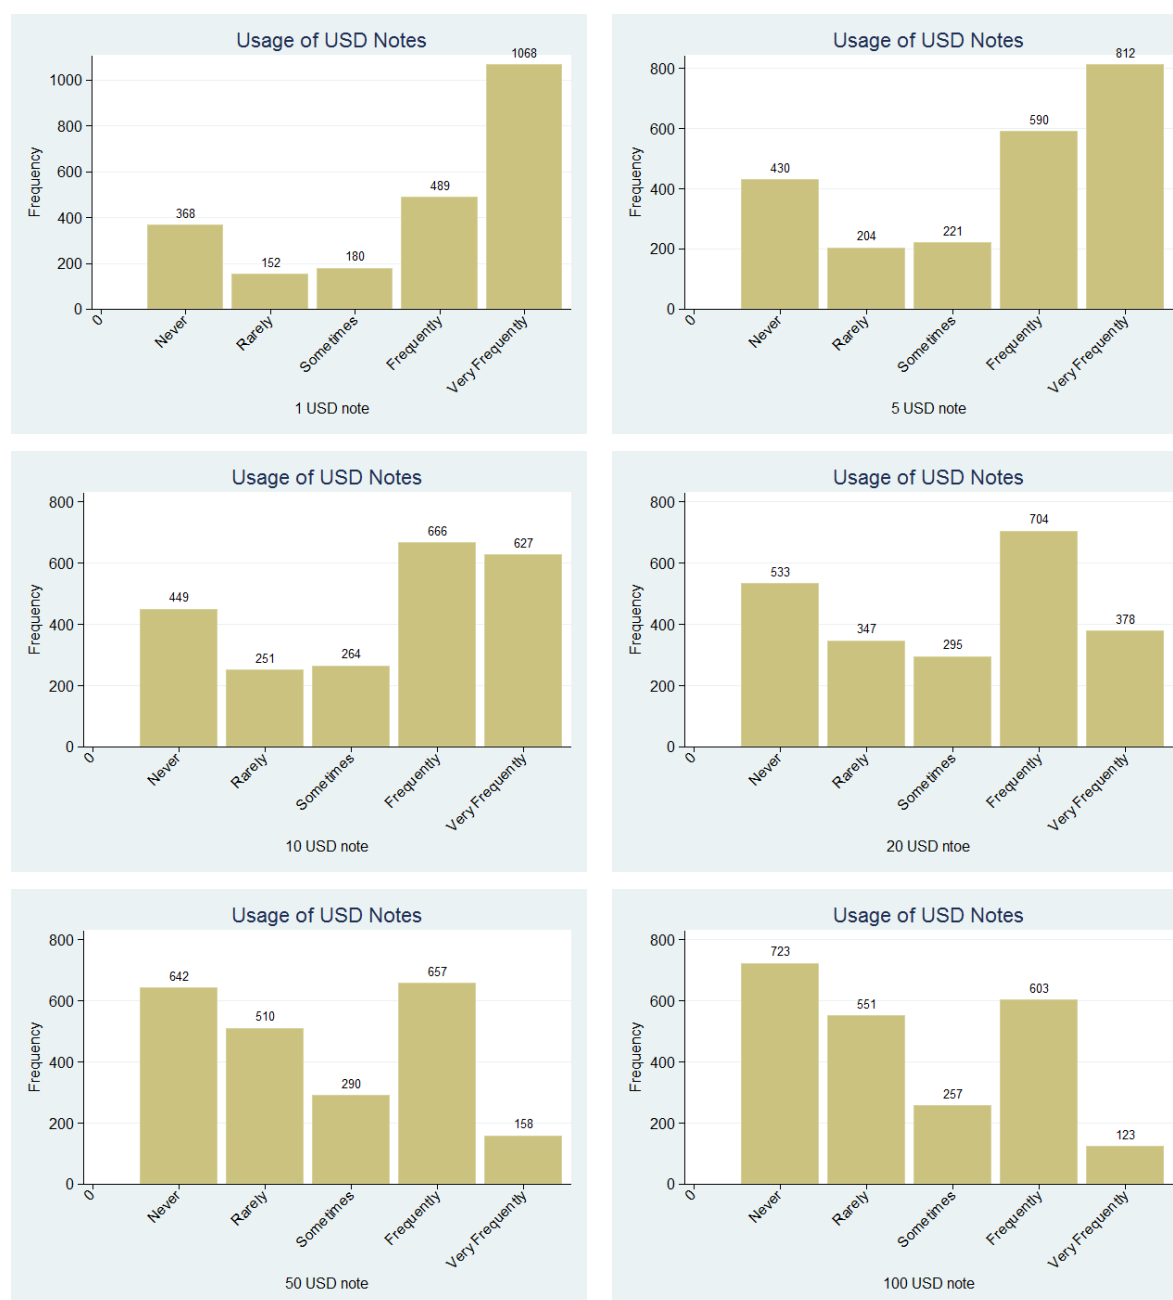 Usage of USD Notes
1068
1000
800
600
489
400
368
200
180
152
0
Frequency
0
Never
Rarely
Sometimes
Frequently
Very Frequently
1 USD note
Usage of USD Notes
812
800
600
590
430
400
221
204
200
0
Frequency
0
Never
Rarely
Sometimes
Frequently
Very Frequently
5 USD note
Usage of USD Notes
800
666
627
600
449
400
264
251
200
0
Frequency
0
Never
Rarely
Sometimes
Frequently
Very Frequently
10 USD note
Usage of USD Notes
800
704
600
533
400
378
347
295
200
0
Frequency
0
Never
Rarely
Sometimes
Frequently
Very Frequently
20 USD ntoe
Usage of USD Notes
800
657
642
600
510
400
290
200
158
0
Frequency
0
Never
Rarely
Sometimes
Frequently
Very Frequently
50 USD note
Usage of USD Notes
800
723
603
600
551
400
257
200
123
0
Frequency
0
Never
Rarely
Sometimes
Frequently
Very Frequently
100 USD note